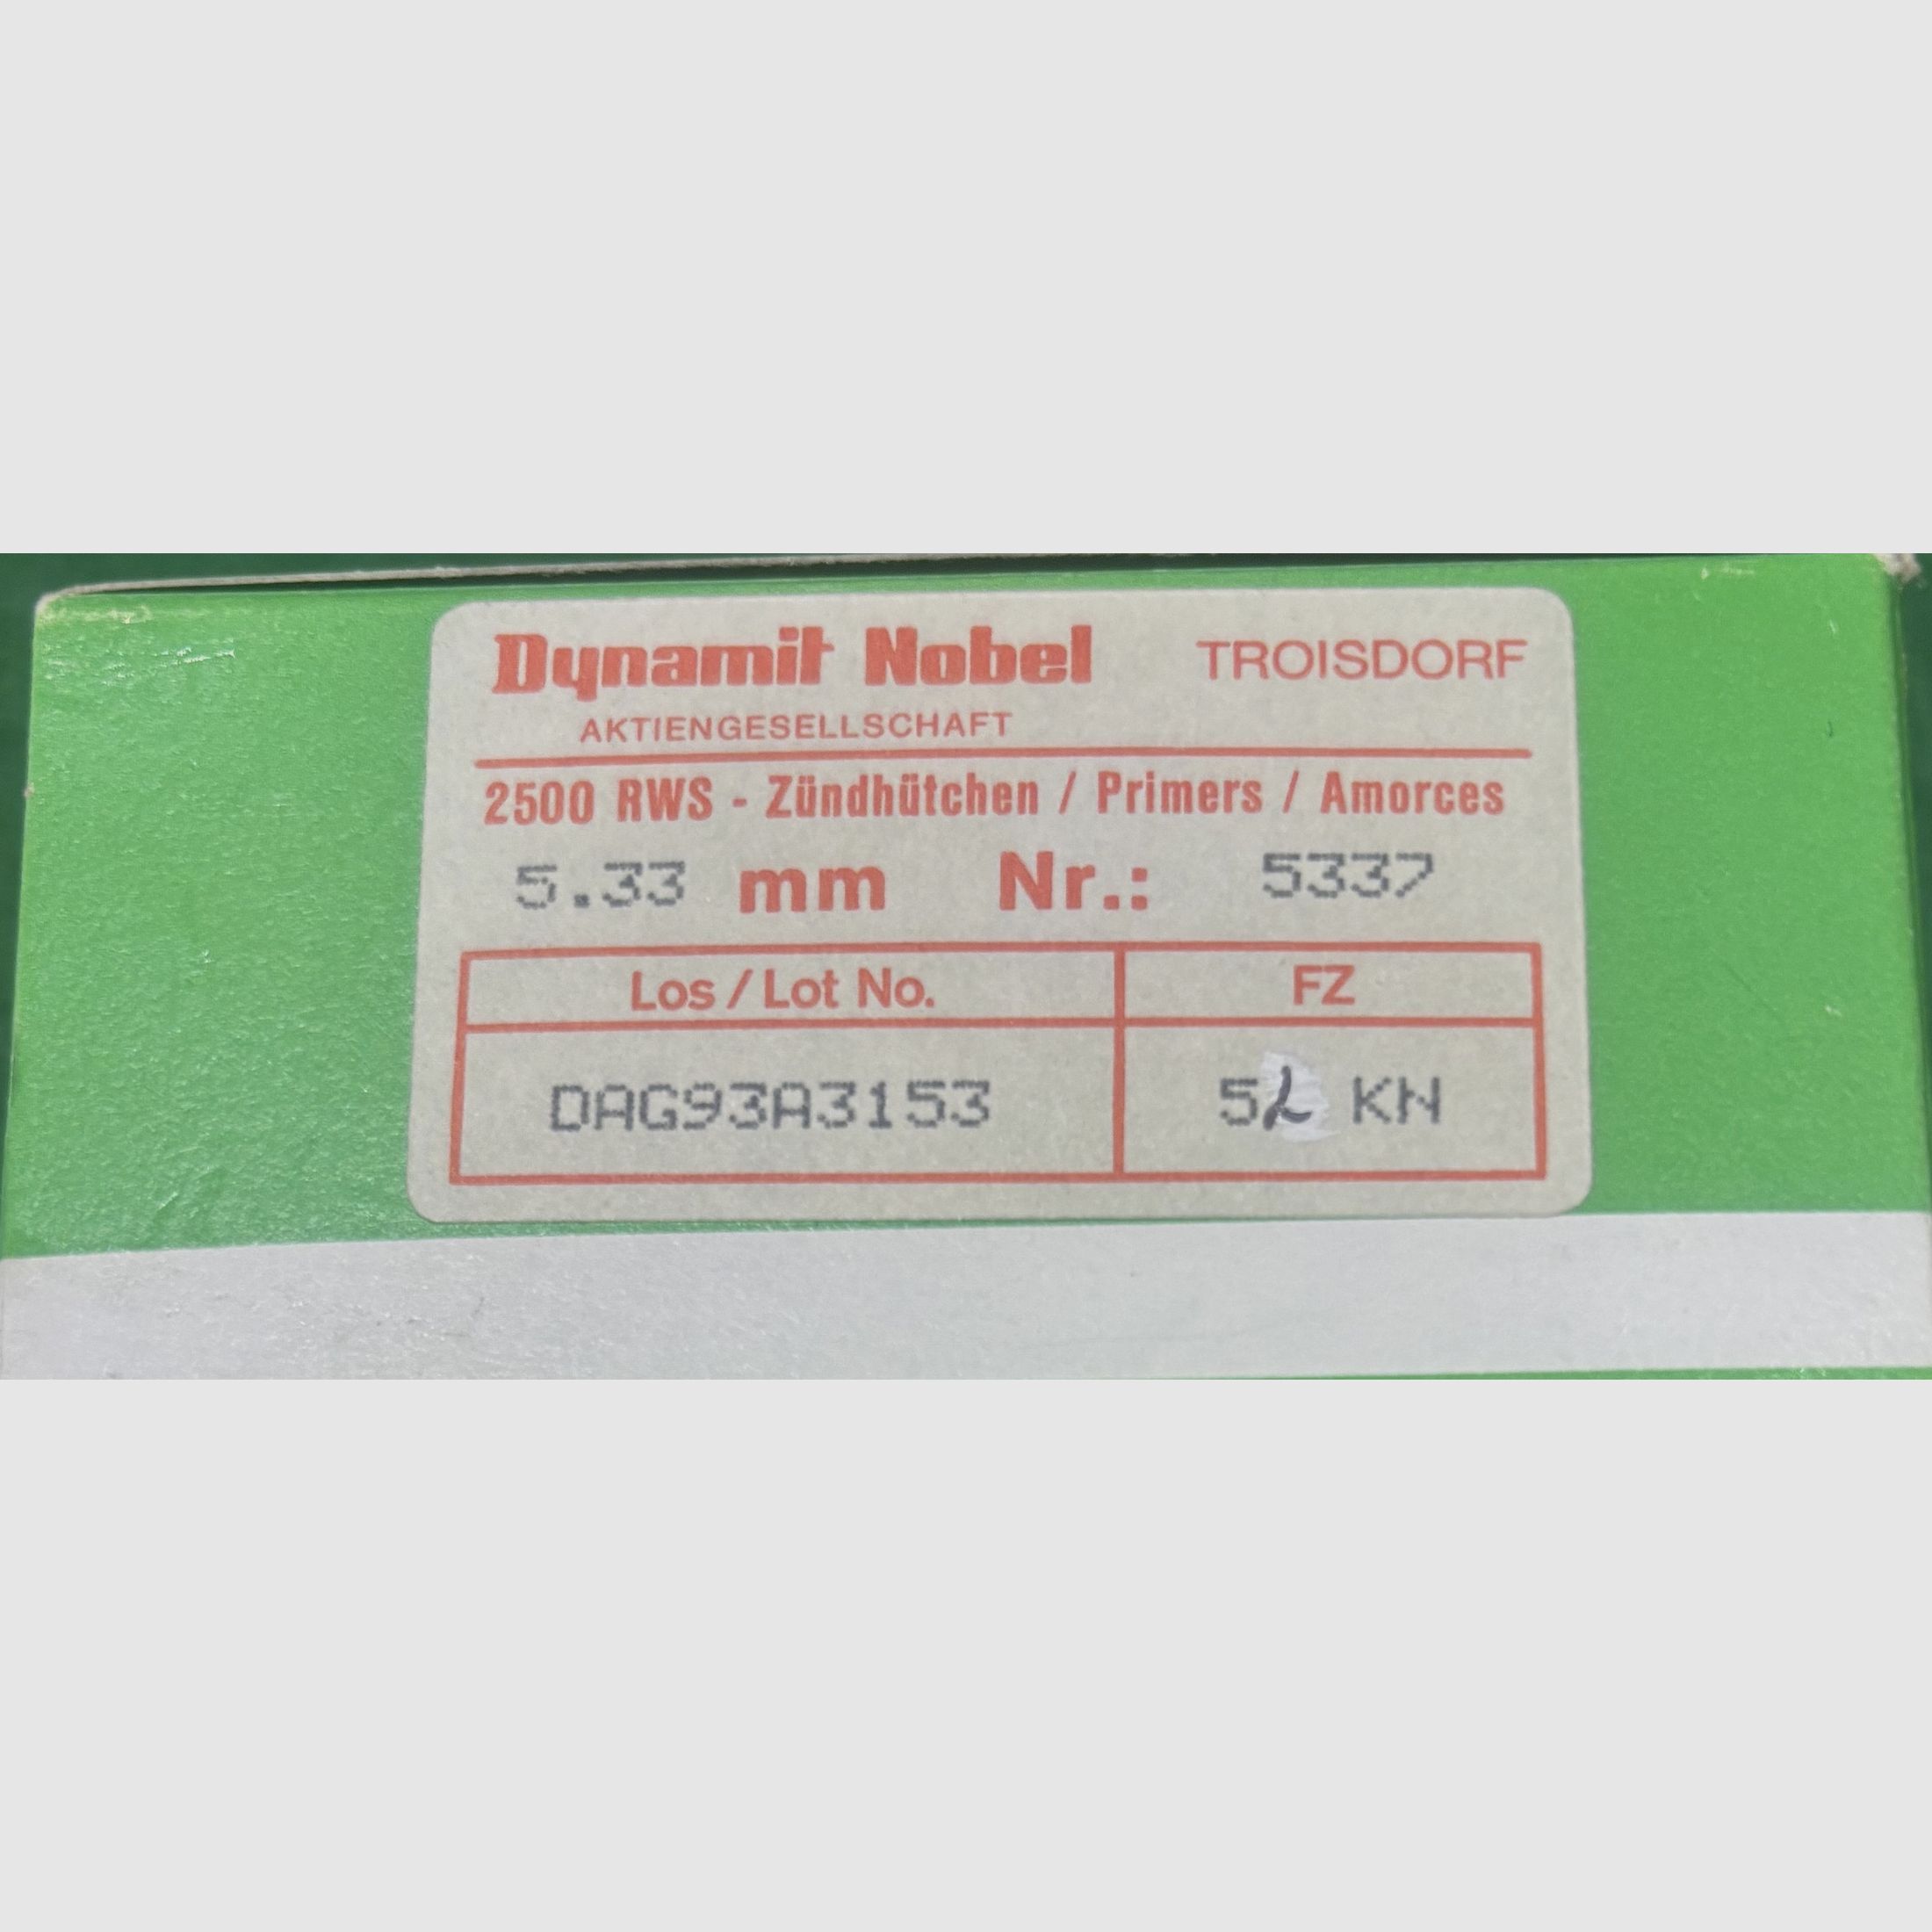 Dynamit Nobel TROISDORF
AKTIENGESELLSCHAFT
2500 RWS - Zündhütchen / Primers / Amorces
5.33 mm Nr.: 5337
Los / Lot No. FZ
DAG93A3153 52 KN